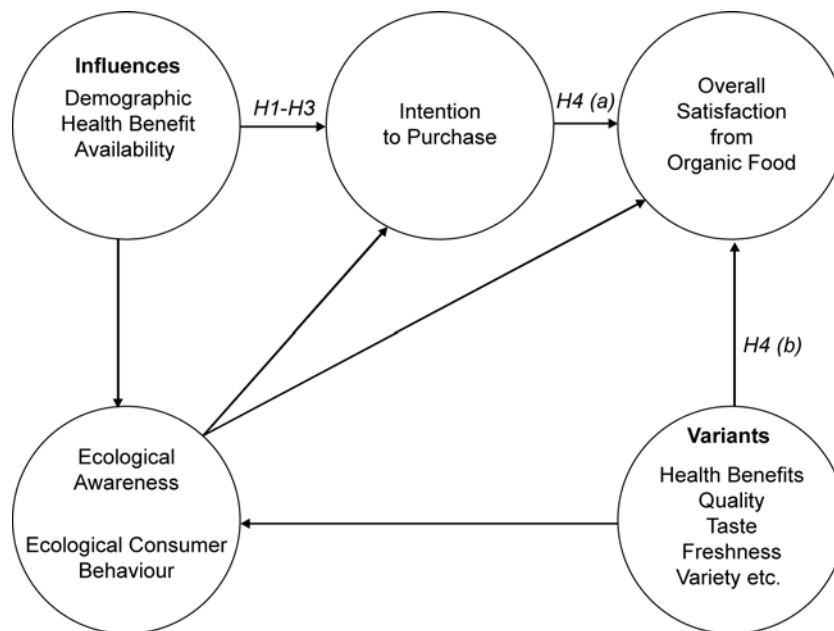 Influences
Demographic
Health Benefit
Availability
H1-H3
Intention
to Purchase
H4 (a)
Overall
Satisfaction
from
Organic Food
H4 (b)
Ecological
Awareness
Ecological Consumer
Behaviour
Variants
Health Benefits
Quality
Taste
Freshness
Variety etc.